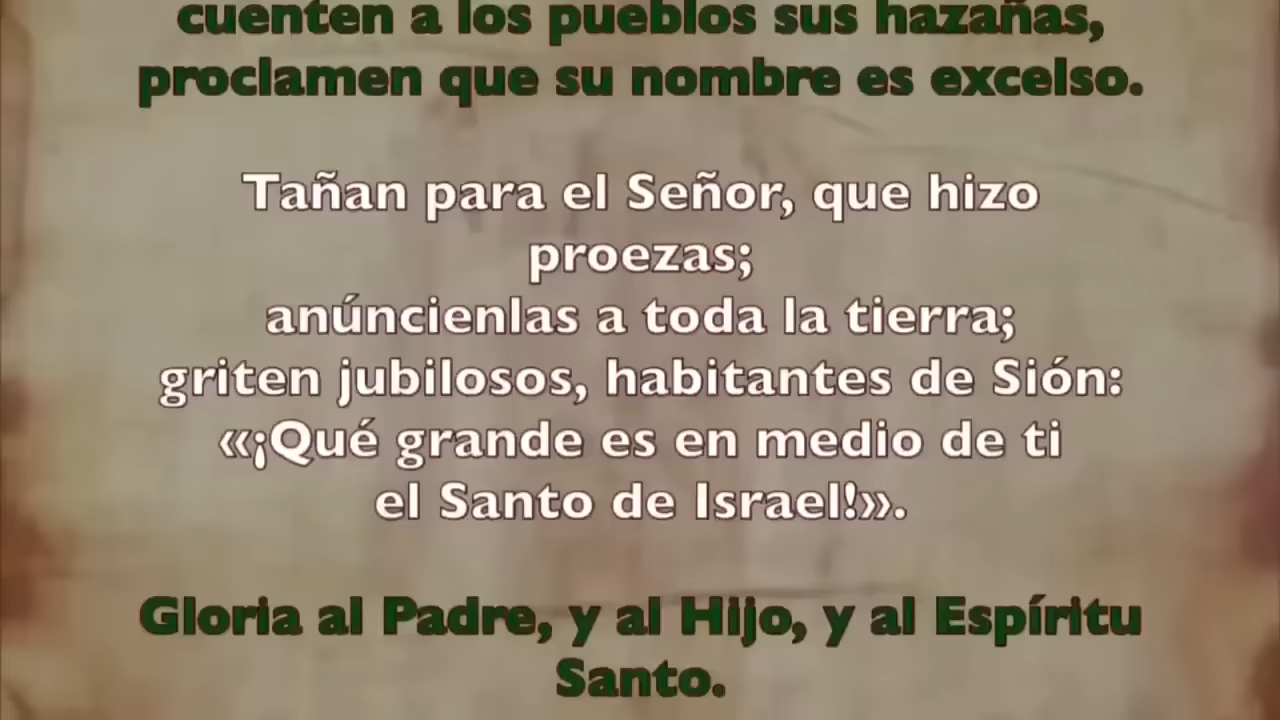 cuenten a los pueblos sus hazañas,
proclamen que su nombre es excelso.
Tañan para el Señor, que hizo
proezas;
anúncienlas a toda la tierra;
griten jubilosos, habitantes de Sión:
«¡Qué grande es en medio de ti
el Santo de Israel!».
Gloria al Padre, y al Hijo, y al Espíritu
Santo.